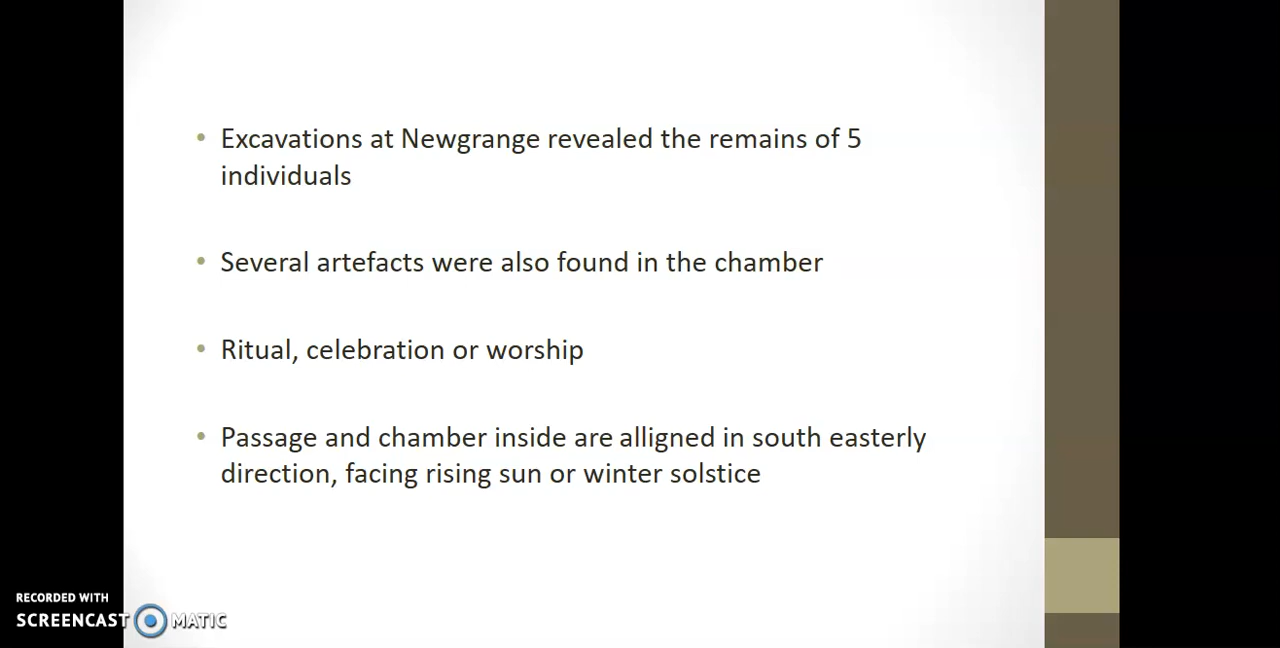 • Excavations at Newgrange revealed the remains of 5
individuals
• Several artefacts were also found in the chamber
• Ritual, celebration or worship
• Passage and chamber inside are alligned in south easterly
direction, facing rising sun or winter solstice
RECORDED WITH
SCREENCAST MATIC